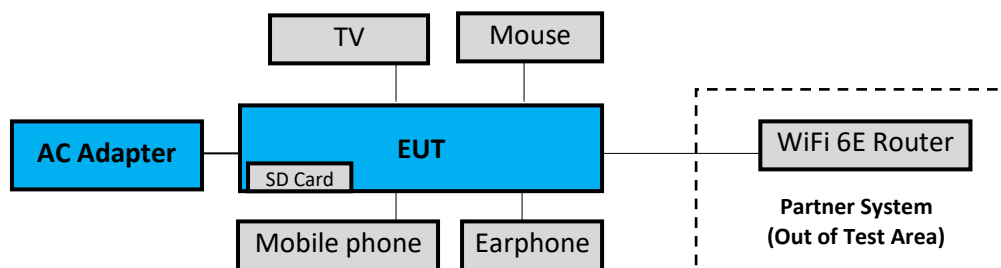 TV
Mouse
AC Adapter
EUT
WiFi 6E Router
SD Card
Mobile phone
Earphone
Partner System
(Out of Test Area)